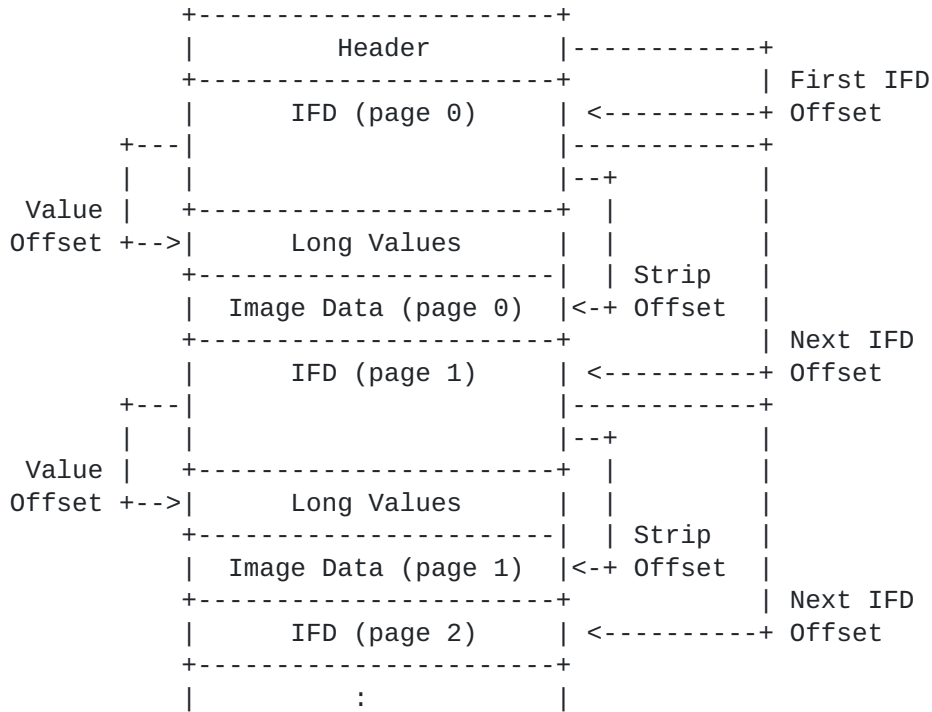 Header
First IFD
IFD (page 0) Offset
Value
Offset Long Values
Strip
Image Data (page 0) Offset
Next IFD
IFD (page 1) Offset
Value
Offset Long Values
Strip
Image Data (page 1) Offset
Next IFD
IFD (page 2) Offset
: